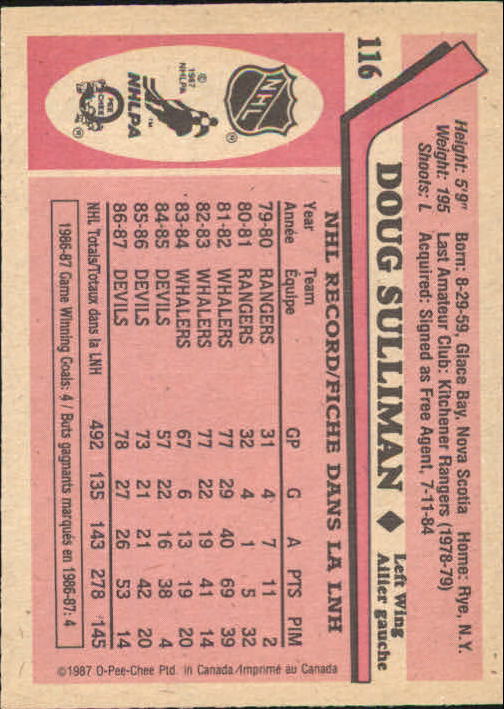 116
Height: 5'9" Born: 8-29-59, Glace Bay, Nova Scotia Home: Rye, N.Y.
Weight: 195 Last Amateur Club: Kitchener Rangers (1978-79)
Shoots: L Acquired: Signed as Free Agent, 7-11-84
DOUG SULLIMAN ◆ Left Wing
Ailier gauche
NHL
®
© 1987 NHLPA
NHLPA
™
O PEE CHEE
®
NHL RECORD/FICHE DANS LA LNH
Year Team
Année Équipe GP G A PTS PIM
79-80 RANGERS 31 4 7 11 2
80-81 RANGERS 32 4 1 5 32
81-82 WHALERS 77 29 40 69 39
82-83 WHALERS 77 22 19 41 14
83-84 WHALERS 67 6 13 19 20
84-85 DEVILS 57 22 16 38 4
85-86 DEVILS 73 21 21 42 20
86-87 DEVILS 78 27 26 53 14
NHL Totals/Totaux dans la LNH 492 135 143 278 145
1986-87 Game Winning Goals: 4 / Buts gagnants marqués en 1986-87: 4
©1987 O-Pee-Chee Ptd. in Canada/Imprimé au Canada